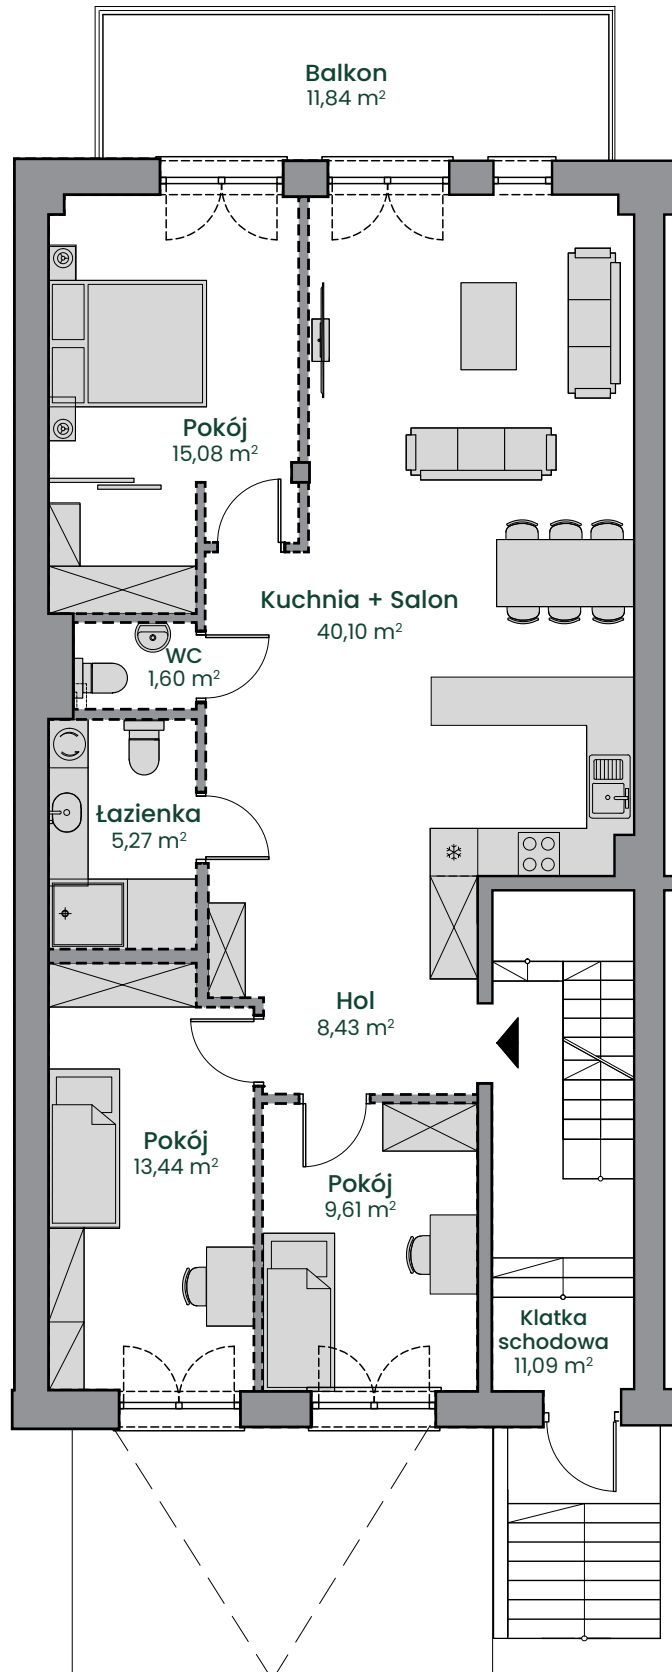 Balkon
11,84 m²
Pokój
15,08 m²
Kuchnia + Salon
40,10 m²
WC
1,60 m²
Łazienka
5,27 m²
Hol
8,43 m²
Pokój
13,44 m²
Pokój
9,61 m²
Klatka
schodowa
11,09 m²